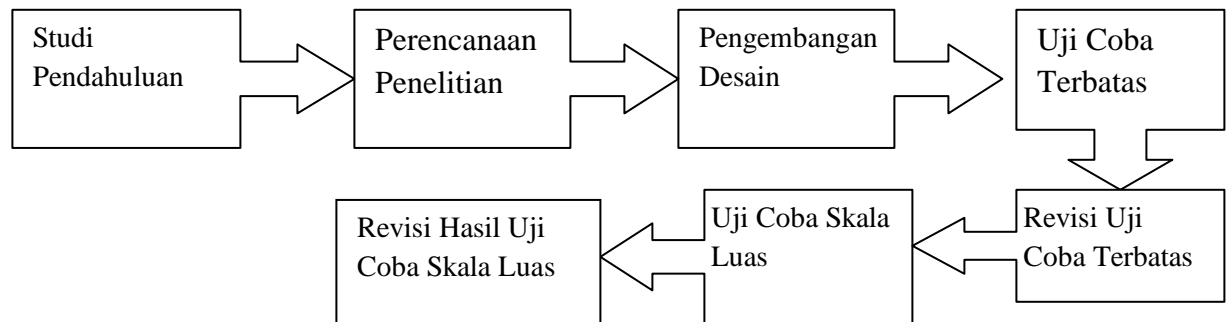 Studi
Pendahuluan
Perencanaan
Penelitian
Pengembangan
Desain
Uji Coba
Terbatas
Revisi Uji
Coba Terbatas
Uji Coba Skala
Luas
Revisi Hasil Uji
Coba Skala Luas